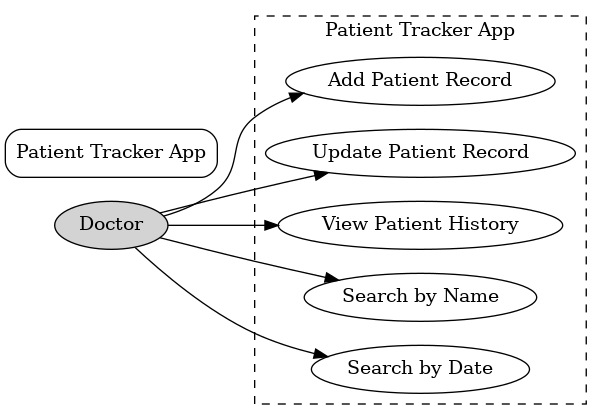 Patient Tracker App
Add Patient Record
Patient Tracker App
Update Patient Record
Doctor
View Patient History
Search by Name
Search by Date